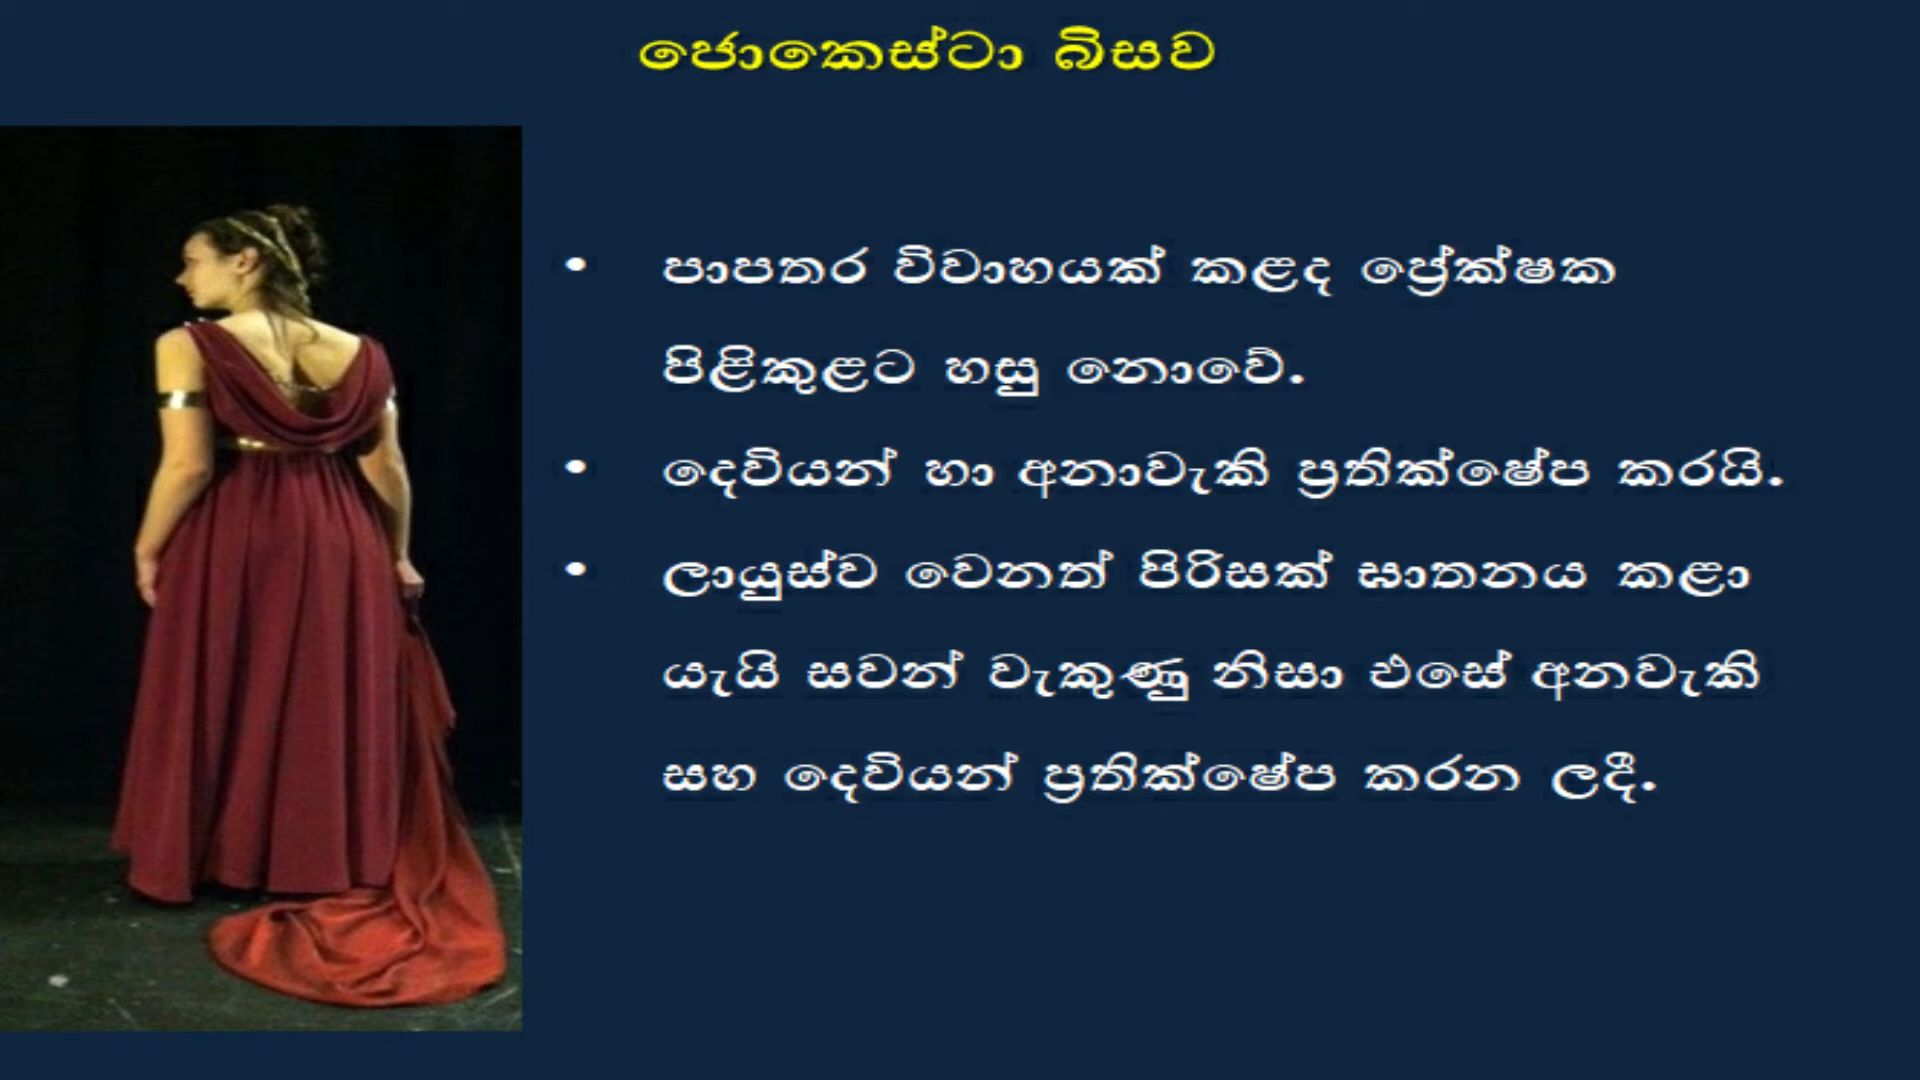 ජොකෙස්ටා බිසව
• පාපතර විවාහයක් කළද ප්‍රේක්ෂක
පිළිකුළට හසු නොවේ.
• දෙවියන් හා අනාවැකි ප්‍රතික්ෂේප කරයි.
• ලායුස්ව වෙනත් පිරිසක් ඝාතනය කළා
යැයි සවන් වැකුණු නිසා එසේ අනවැකි
සහ දෙවියන් ප්‍රතික්ෂේප කරන ලදී.